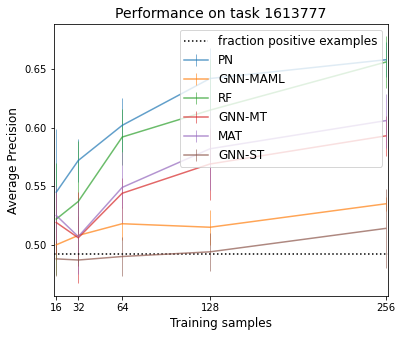 Performance on task 1613777
fraction positive examples
PN
GNN-MAML
RF
GNN-MT
MAT
GNN-ST
Average Precision
0.65
0.60
0.55
0.50
16 32 64 128 256
Training samples